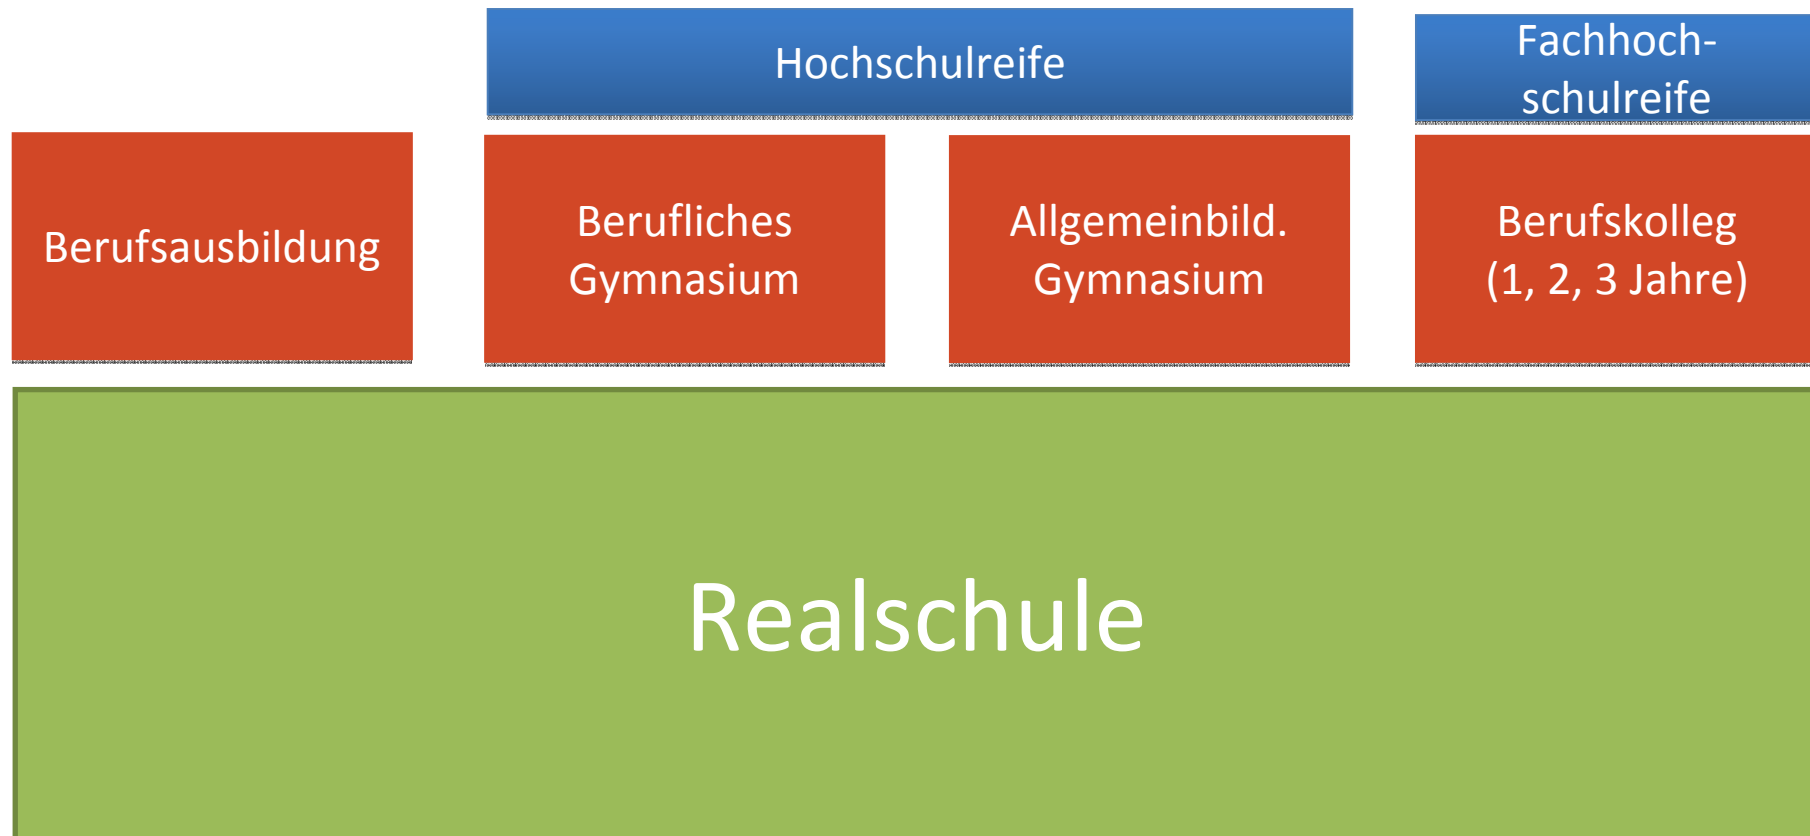 Hochschulreife
Fachhoch-
schulreife
Berufsausbildung
Berufliches
Gymnasium
Allgemeinbild.
Gymnasium
Berufskolleg
(1, 2, 3 Jahre)
Realschule